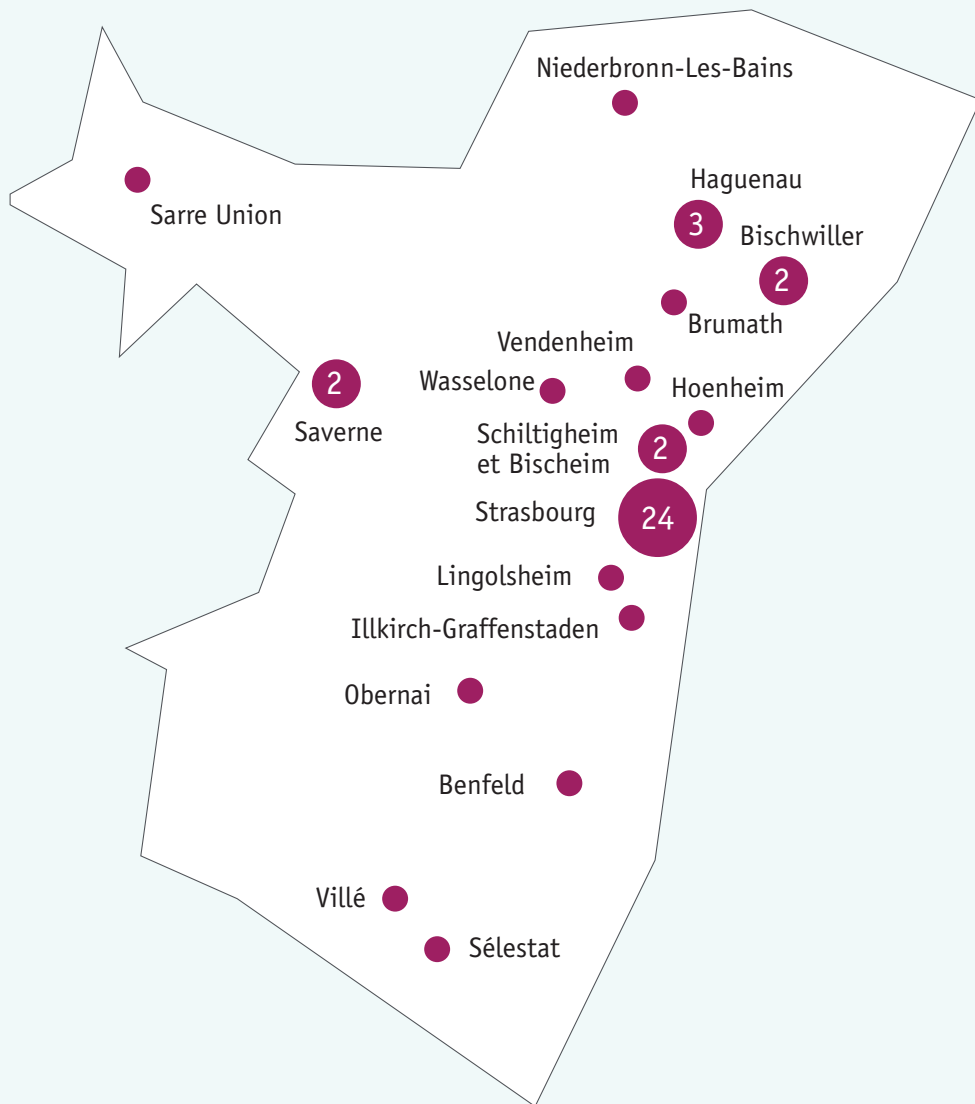 Niederbronn-Les-Bains
Sarre Union
Haguenau
3
Bischwiller
2
Brumath
Vendenheim
Wasselone
Hoenheim
2
Saverne
Schiltigheim
et Bischeim
2
Strasbourg
24
Lingolsheim
Illkirch-Graffenstaden
Obernai
Benfeld
Villé
Sélestat